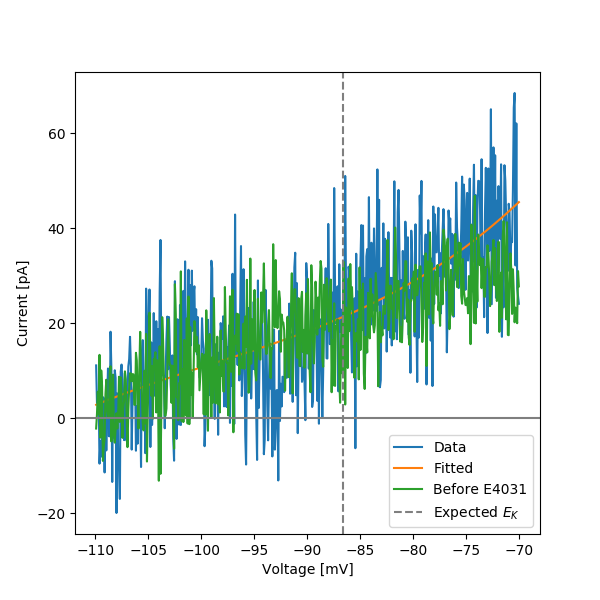 60
40
20
0
−20
Current [pA]
Data
Fitted
Before E4031
Expected E_K
−110 −105 −100 −95 −90 −85 −80 −75 −70
Voltage [mV]